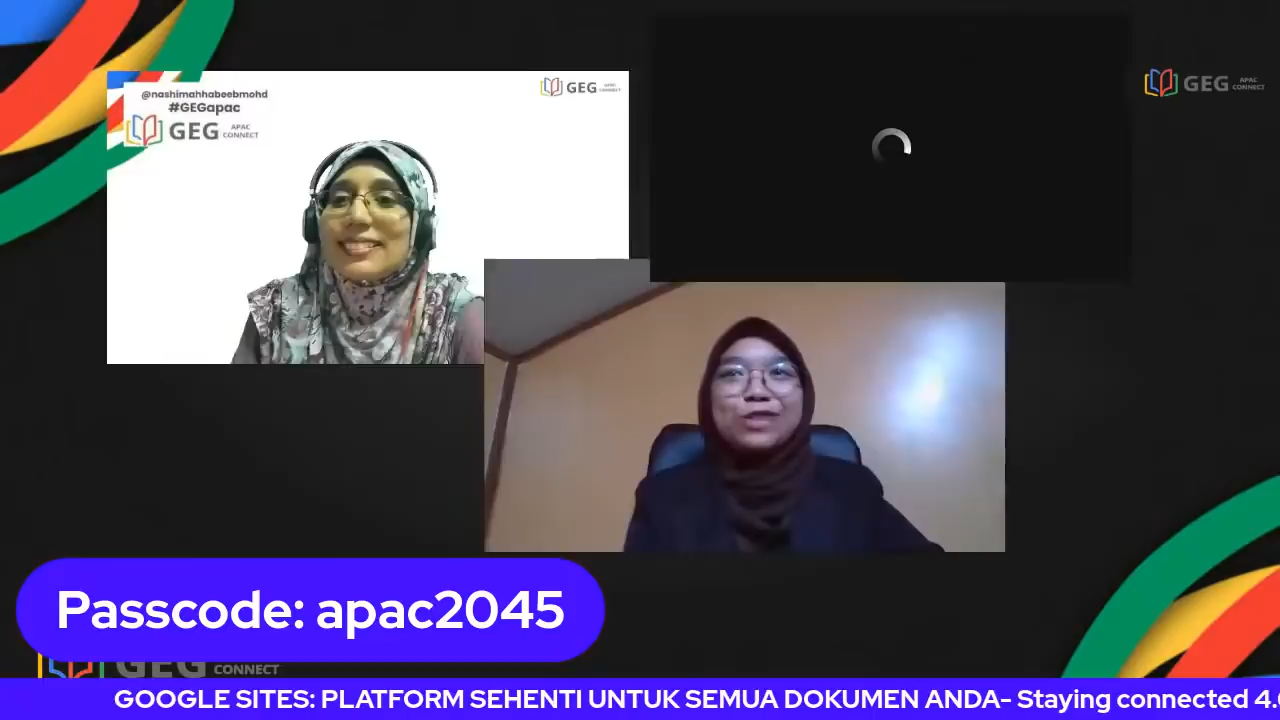 @nashimahhabeebmohd
#GEGapac
GEG APAC CONNECT
GEG APAC CONNECT
GEG APAC CONNECT
Passcode: apac2045
GEG CONNECT
GOOGLE SITES: PLATFORM SEHENTI UNTUK SEMUA DOKUMEN ANDA- Staying connected 4.